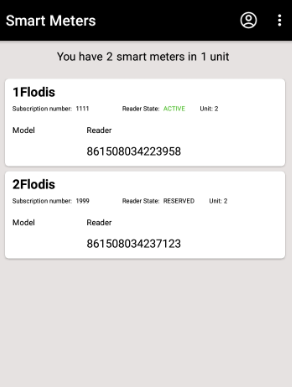 Smart Meters
You have 2 smart meters in 1 unit
1Flodis
Subscription number: 1111 Reader State: ACTIVE Unit: 2
Model Reader
861508034223958
2Flodis
Subscription number: 1999 Reader State: RESERVED Unit: 2
Model Reader
861508034237123